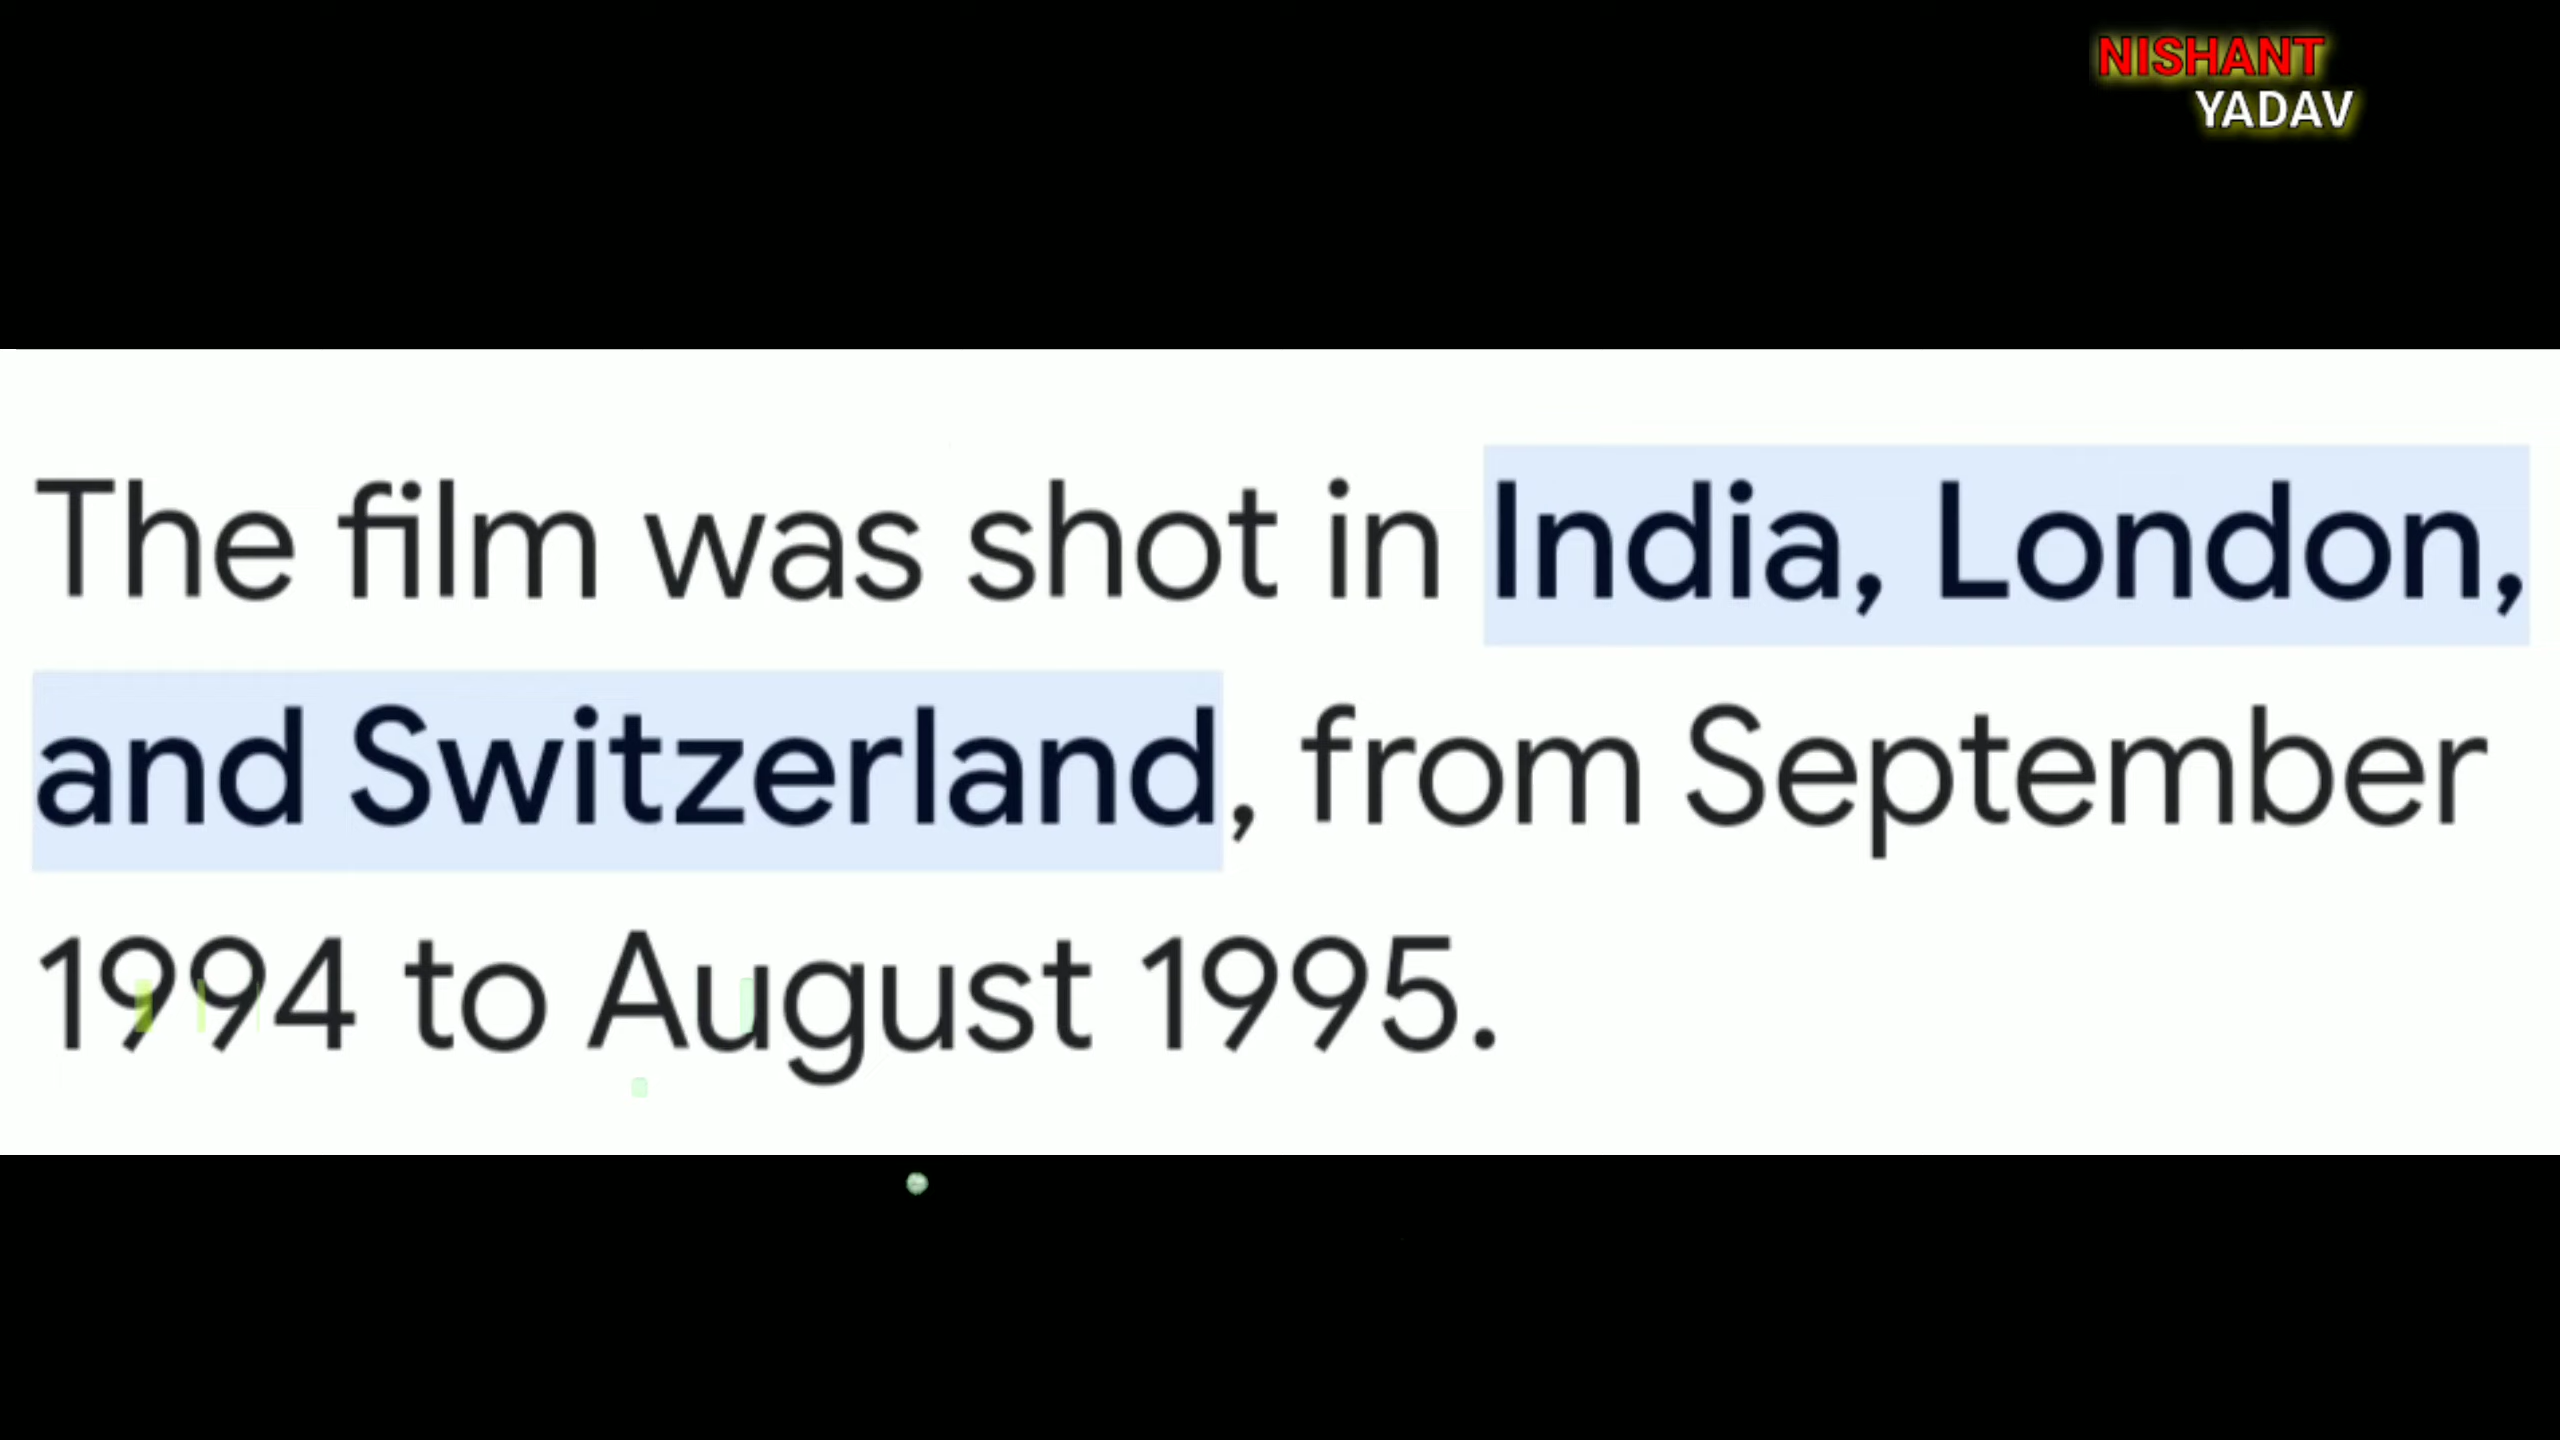 NISHANT
YADAV
The film was shot in India, London,
and Switzerland, from September
1994 to August 1995.